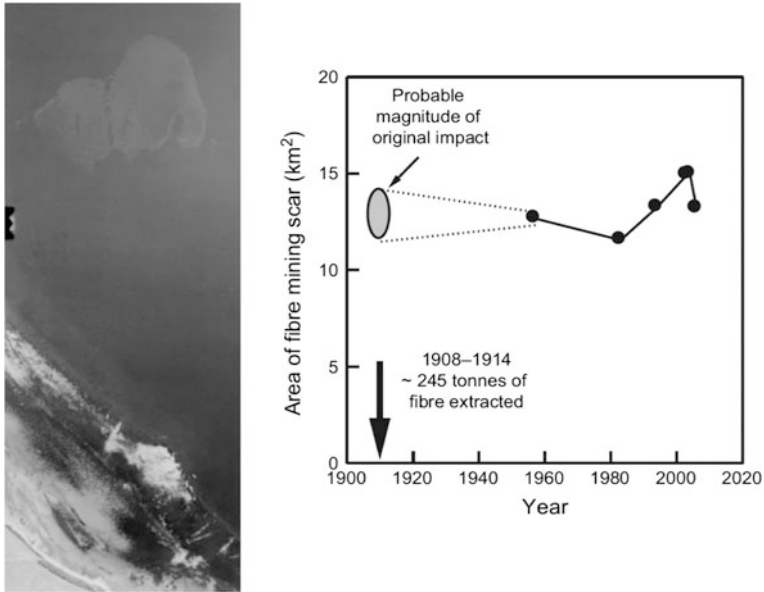 20
15
10
5
0
Area of fibre mining scar (km²)
Probable
magnitude of
original impact
1908–1914
~ 245 tonnes of
fibre extracted
1900
1920
1940
1960
1980
2000
2020
Year